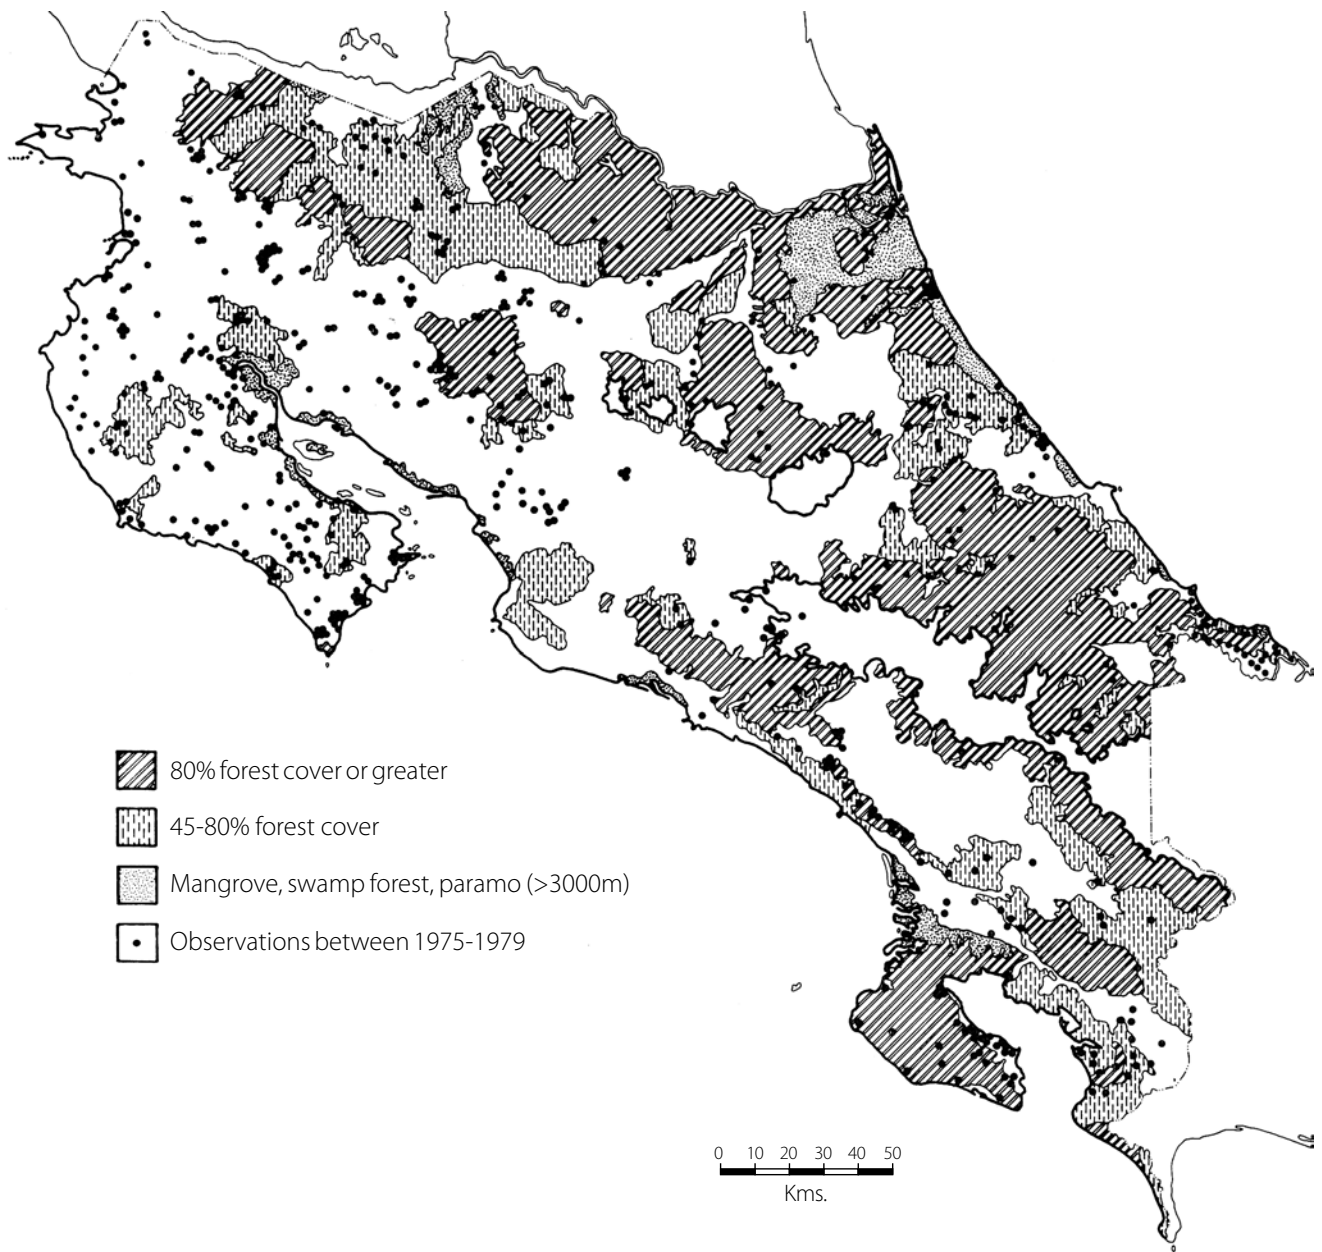 80% forest cover or greater
45-80% forest cover
Mangrove, swamp forest, paramo (>3000m)
Observations between 1975-1979
0 10 20 30 40 50
Kms.